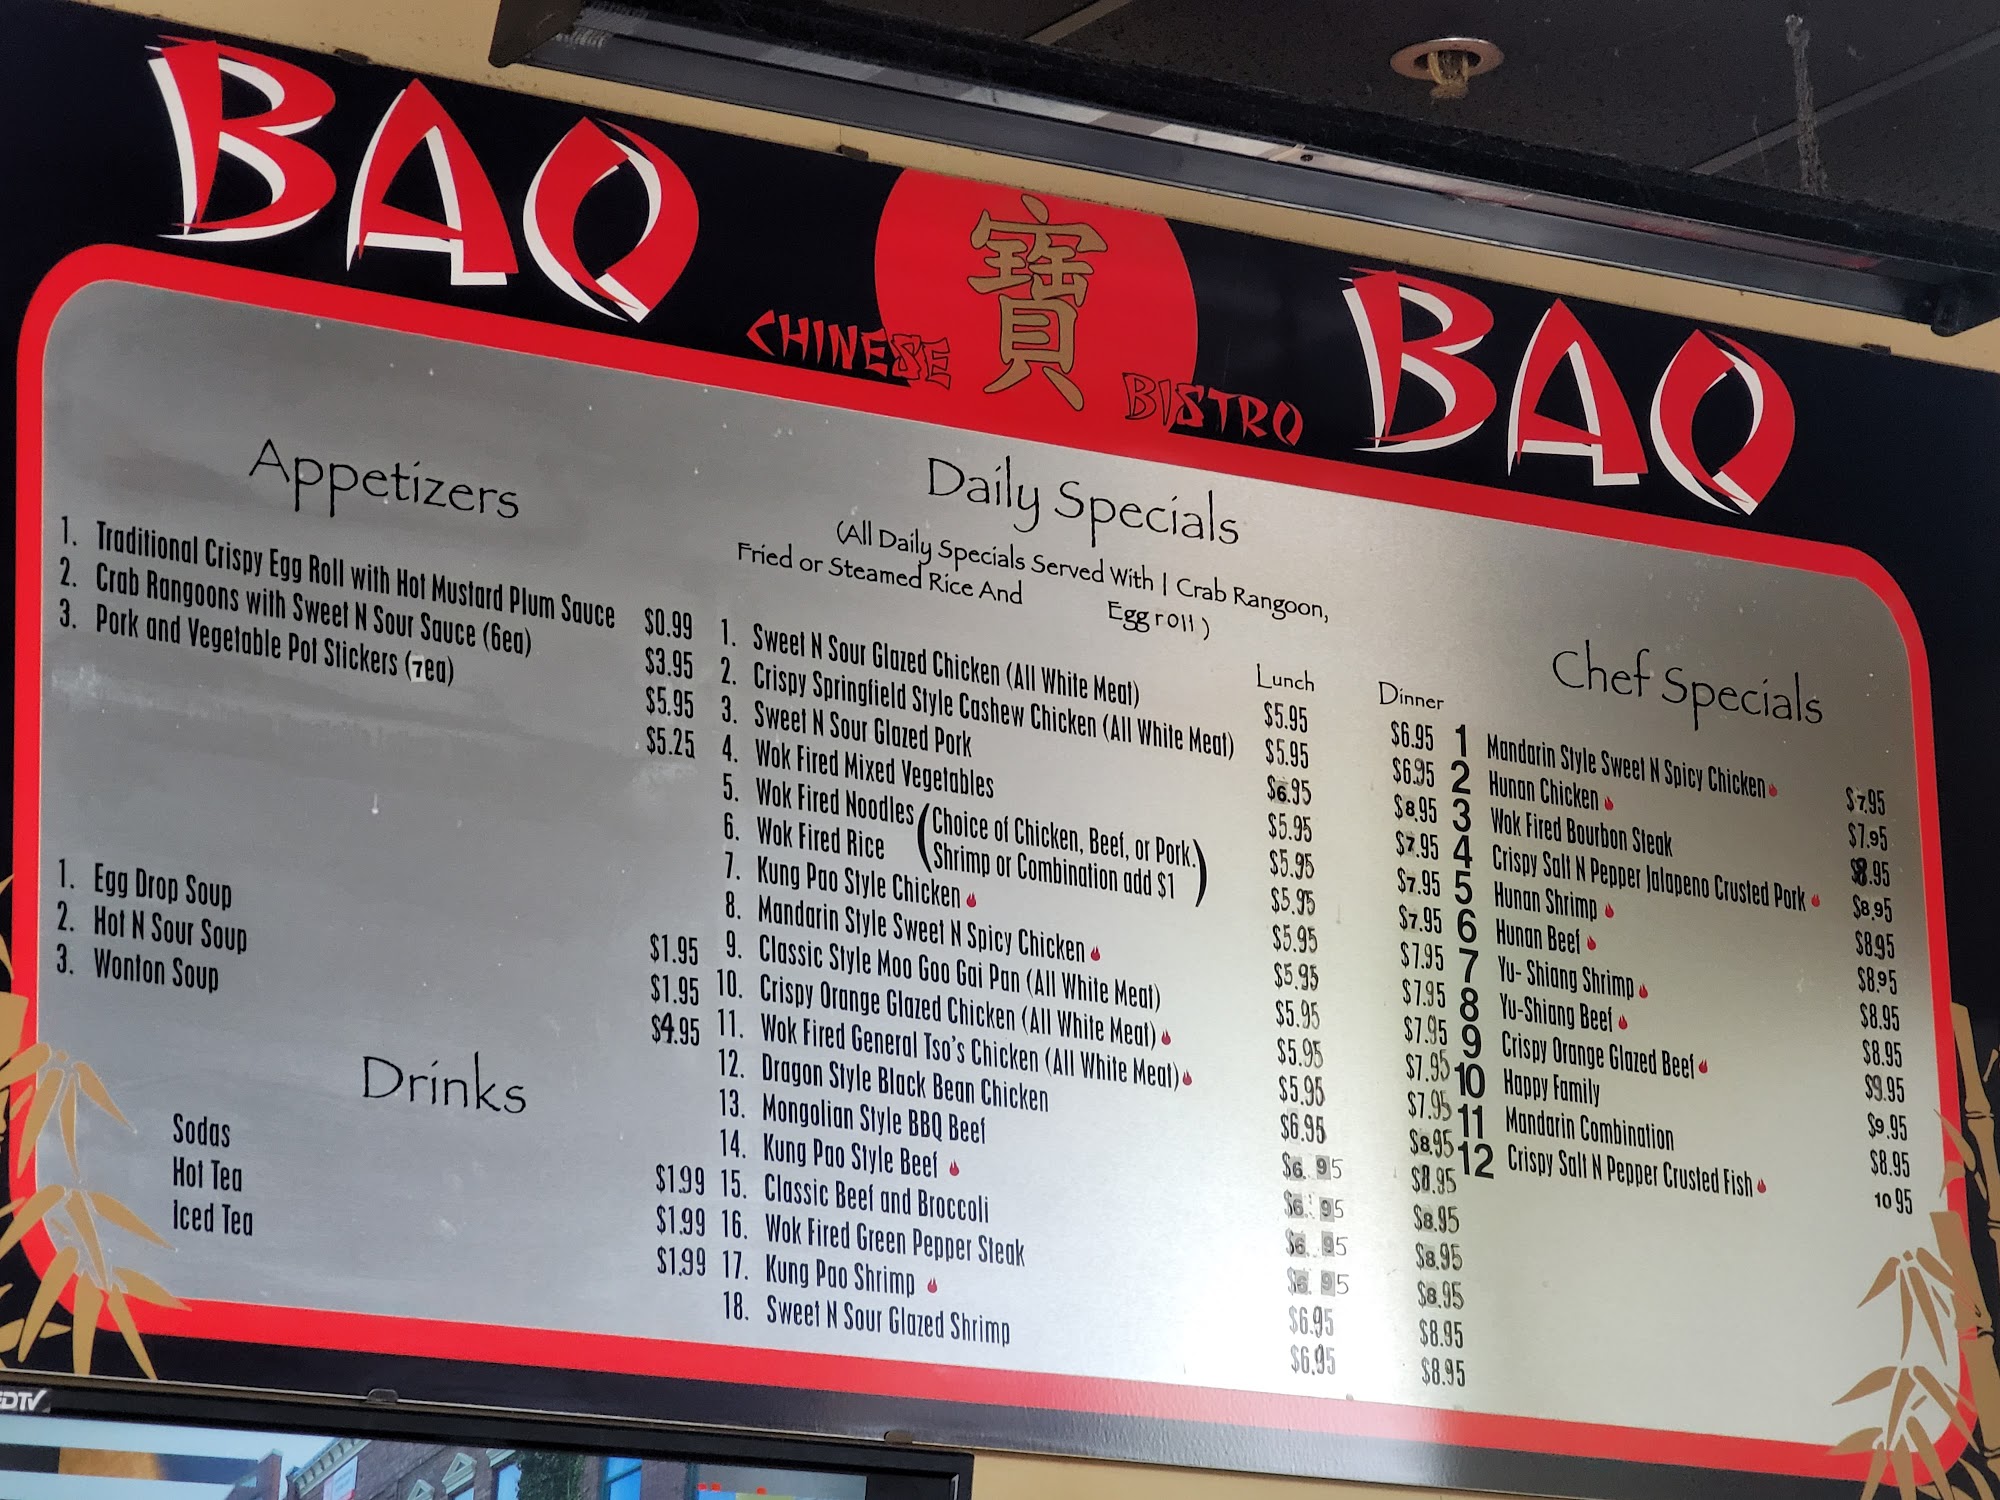 BAO
寶
BAO
CHINESE
BISTRO
Appetizers
1. Traditional Crispy Egg Roll with Hot Mustard Plum Sauce $0.99
2. Crab Rangoons with Sweet N Sour Sauce (6ea) $3.95
3. Pork and Vegetable Pot Stickers (7ea) $5.95
$5.25
1. Egg Drop Soup $1.95
2. Hot N Sour Soup $1.95
3. Wonton Soup $4.95
Drinks
Sodas $1.99
Hot Tea $1.99
Iced Tea $1.99
Daily Specials
(All Daily Specials Served With 1 Crab Rangoon,
Fried or Steamed Rice And Egg roll )
Lunch Dinner
1. Sweet N Sour Glazed Chicken (All White Meat) $5.95 $6.95
2. Crispy Springfield Style Cashew Chicken (All White Meat) $5.95 $6.95
3. Sweet N Sour Glazed Pork $6.95 $8.95
4. Wok Fired Mixed Vegetables $5.95 $7.95
5. Wok Fired Noodles (Choice of Chicken, Beef, or Pork. $5.95 $7.95
6. Wok Fired Rice Shrimp or Combination add $1) $5.95 $7.95
7. Kung Pao Style Chicken $5.95 $7.95
8. Mandarin Style Sweet N Spicy Chicken $5.95 $7.95
9. Classic Style Moo Goo Gai Pan (All White Meat) $5.95 $7.95
10. Crispy Orange Glazed Chicken (All White Meat) $5.95 $7.95
11. Wok Fired General Tso's Chicken (All White Meat) $5.95 $7.95
12. Dragon Style Black Bean Chicken $6.95 $8.95
13. Mongolian Style BBQ Beef $6.95 $8.95
14. Kung Pao Style Beef $6.95 $8.95
15. Classic Beef and Broccoli $6.95 $8.95
16. Wok Fired Green Pepper Steak $6.95 $8.95
17. Kung Pao Shrimp $6.95 $8.95
18. Sweet N Sour Glazed Shrimp $6.95 $8.95
Chef Specials
1 Mandarin Style Sweet N Spicy Chicken $7.95
2 Hunan Chicken $7.95
3 Wok Fired Bourbon Steak $8.95
4 Crispy Salt N Pepper Jalapeno Crusted Pork $8.95
5 Hunan Shrimp $8.95
6 Hunan Beef $8.95
7 Yu- Shiang Shrimp $8.95
8 Yu-Shiang Beef $8.95
9 Crispy Orange Glazed Beef $9.95
10 Happy Family $9.95
11 Mandarin Combination $8.95
12 Crispy Salt N Pepper Crusted Fish 10 95